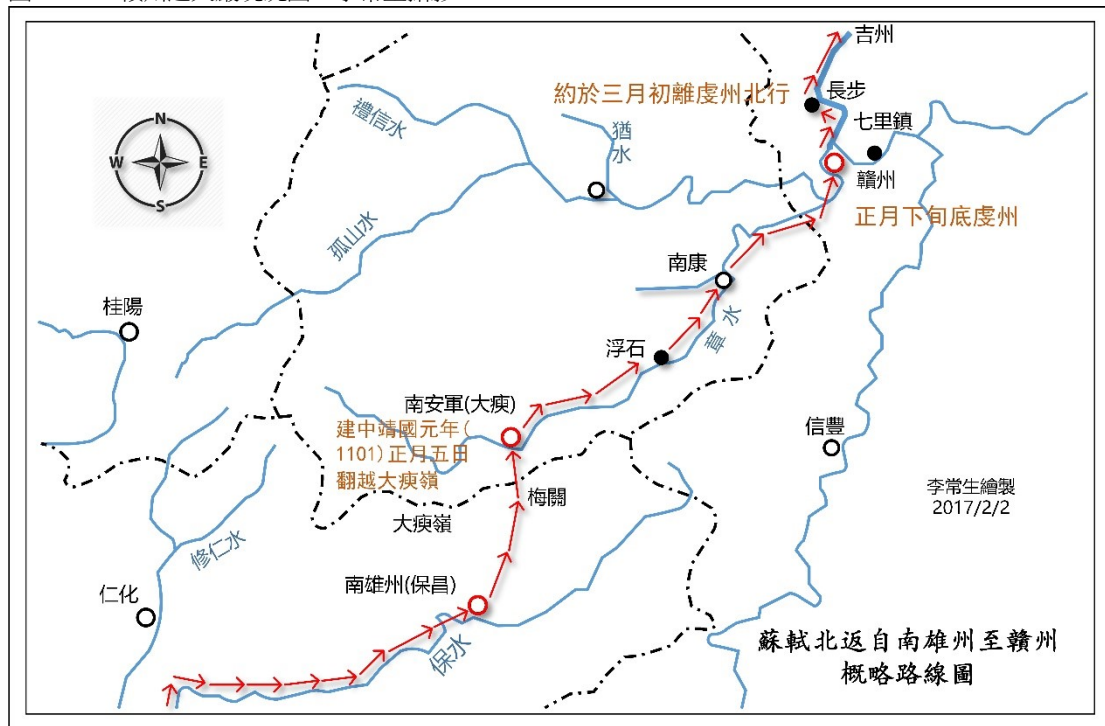 吉州
約於三月初離虔州北行
長步
七里鎮
禮信水
猶水
N
W
E
S
贛州
正月下旬底虔州
孤山水
南康
桂陽
章水
浮石
南安軍(大瘐)
建中靖國元年(
1101)正月五日
翻越大瘐嶺
信豐
梅關
李常生繪製
2017/2/2
大瘐嶺
修仁水
南雄州(保昌)
仁化
保水
蘇軾北返自南雄州至贛州
概略路線圖